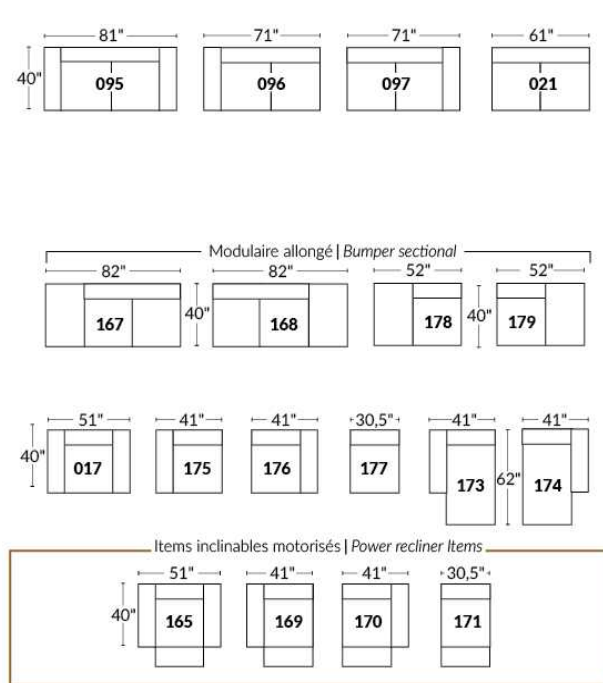 81" 71" 71" 61"
40" 095 096 097 021
Modulaire allongé | Bumper sectional
82" 82" 52" 52"
167 40" 168 178 40" 179
51" 41" 41" 30,5" 41" 41"
40" 017 175 176 177 173 62" 174
Items inclinables motorisés | Power recliner Items
51" 41" 41" 30,5"
40" 165 169 170 171